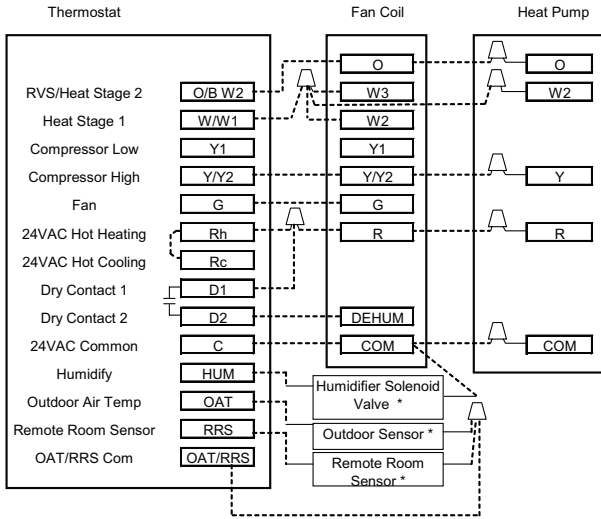 Thermostat Fan Coil Heat Pump
O O
RVS/Heat Stage 2 O/B W2 W3 W2
Heat Stage 1 W/W1 W2
Compressor Low Y1 Y1
Compressor High Y/Y2 Y/Y2 Y
Fan G G
24VAC Hot Heating Rh R R
24VAC Hot Cooling Rc
Dry Contact 1 D1
Dry Contact 2 D2 DEHUM
24VAC Common C COM COM
Humidify HUM
Humidifier Solenoid
Valve *
Outdoor Air Temp OAT
Outdoor Sensor *
Remote Room Sensor RRS
Remote Room
Sensor *
OAT/RRS Com OAT/RRS